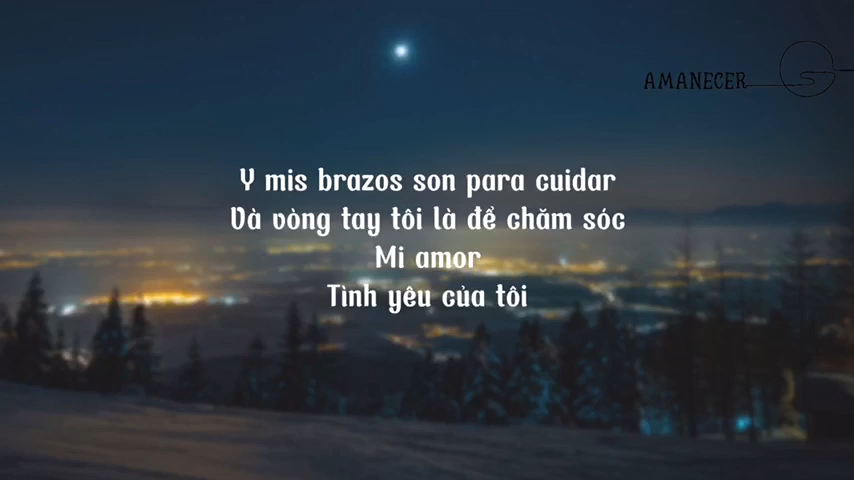 AMANECER
Y mis brazos son para cuidar
Và vòng tay tôi là để chăm sóc
Mi amor
Tình yêu của tôi